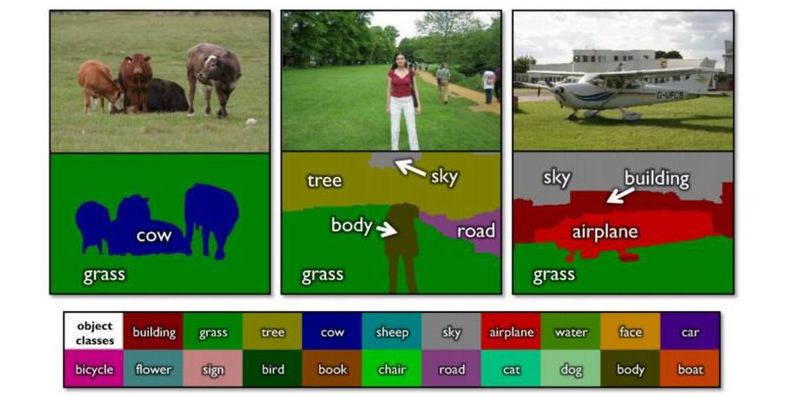 G-UFCB
cow
grass
tree
sky
body
road
grass
sky
building
airplane
grass
object
classes
building grass tree cow sheep sky airplane water face car
bicycle flower sign bird book chair road cat dog body boat